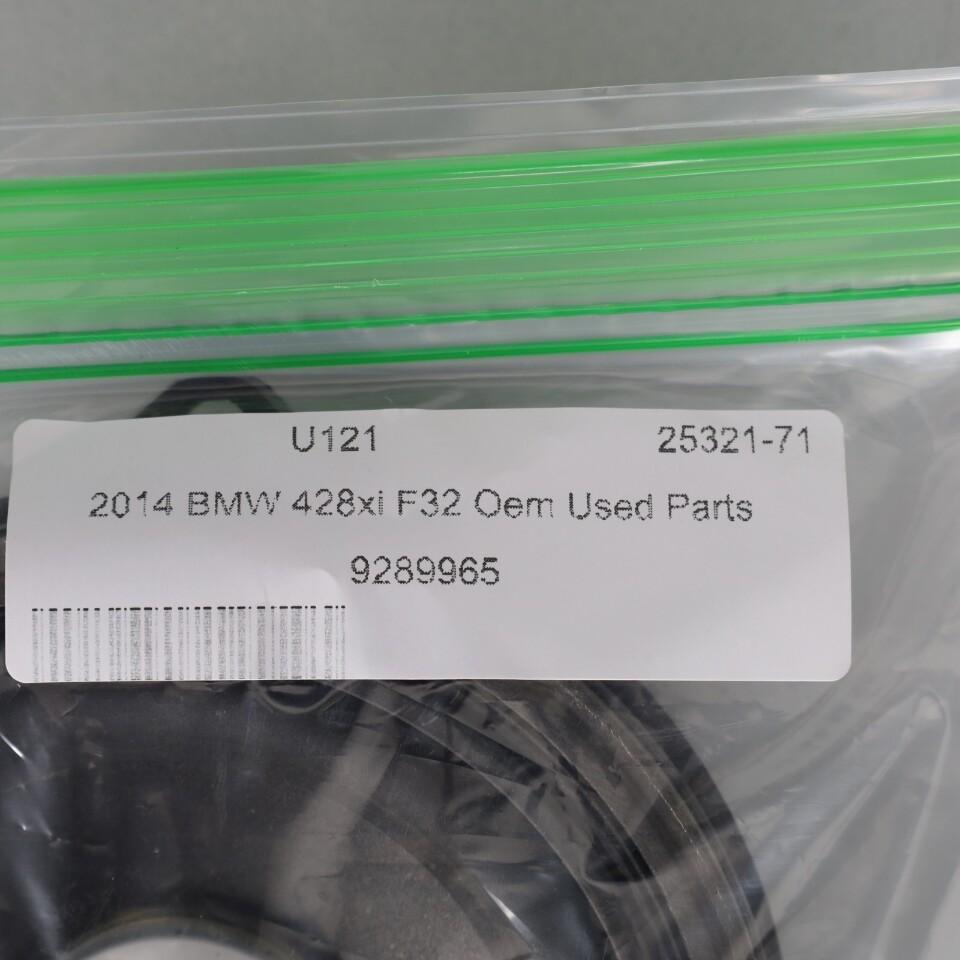 U121 25321-71
2014 BMW 428xi F32 Oem Used Parts
9289965